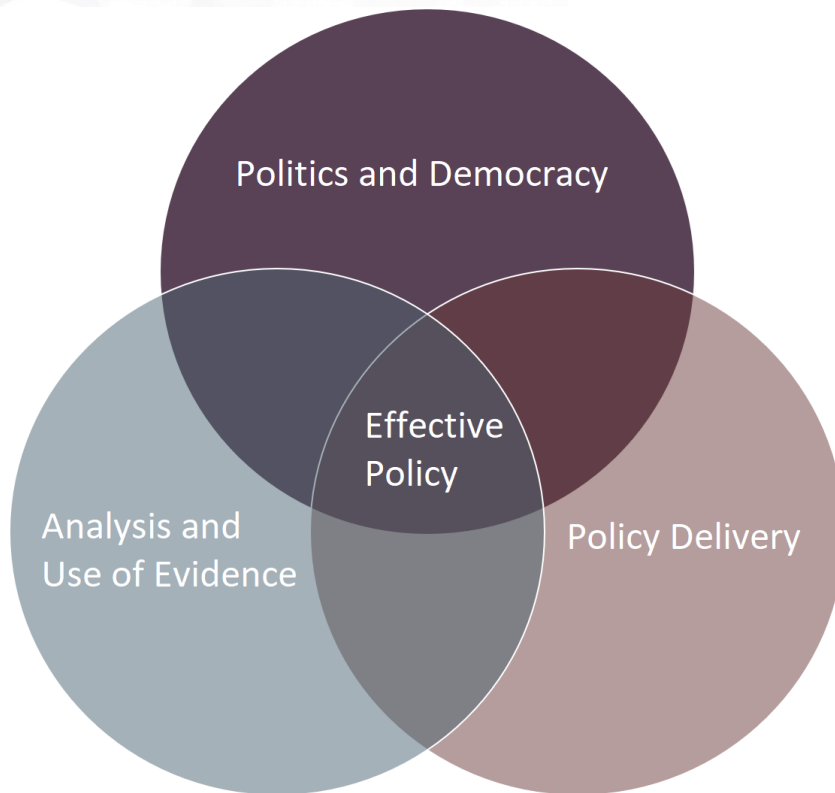 Politics and Democracy
Effective
Policy
Analysis and
Use of Evidence
Policy Delivery